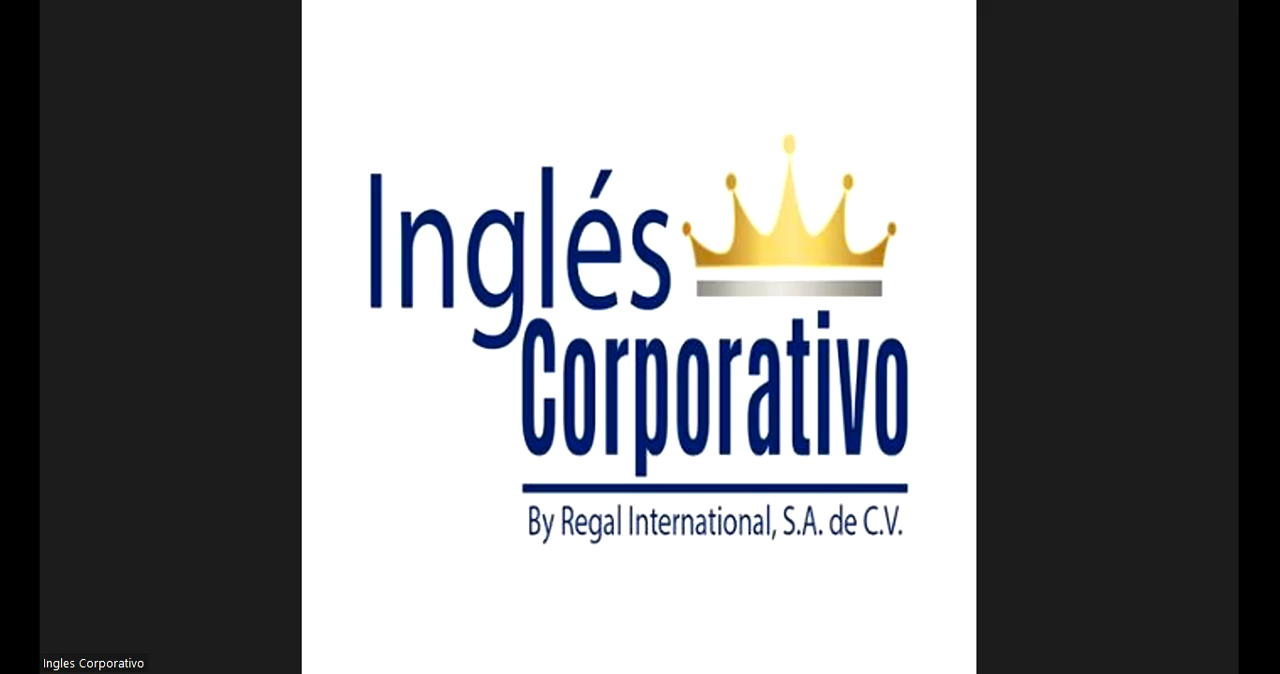 Inglés
Corporativo
By Regal International, S.A. de C.V.
Ingles Corporativo